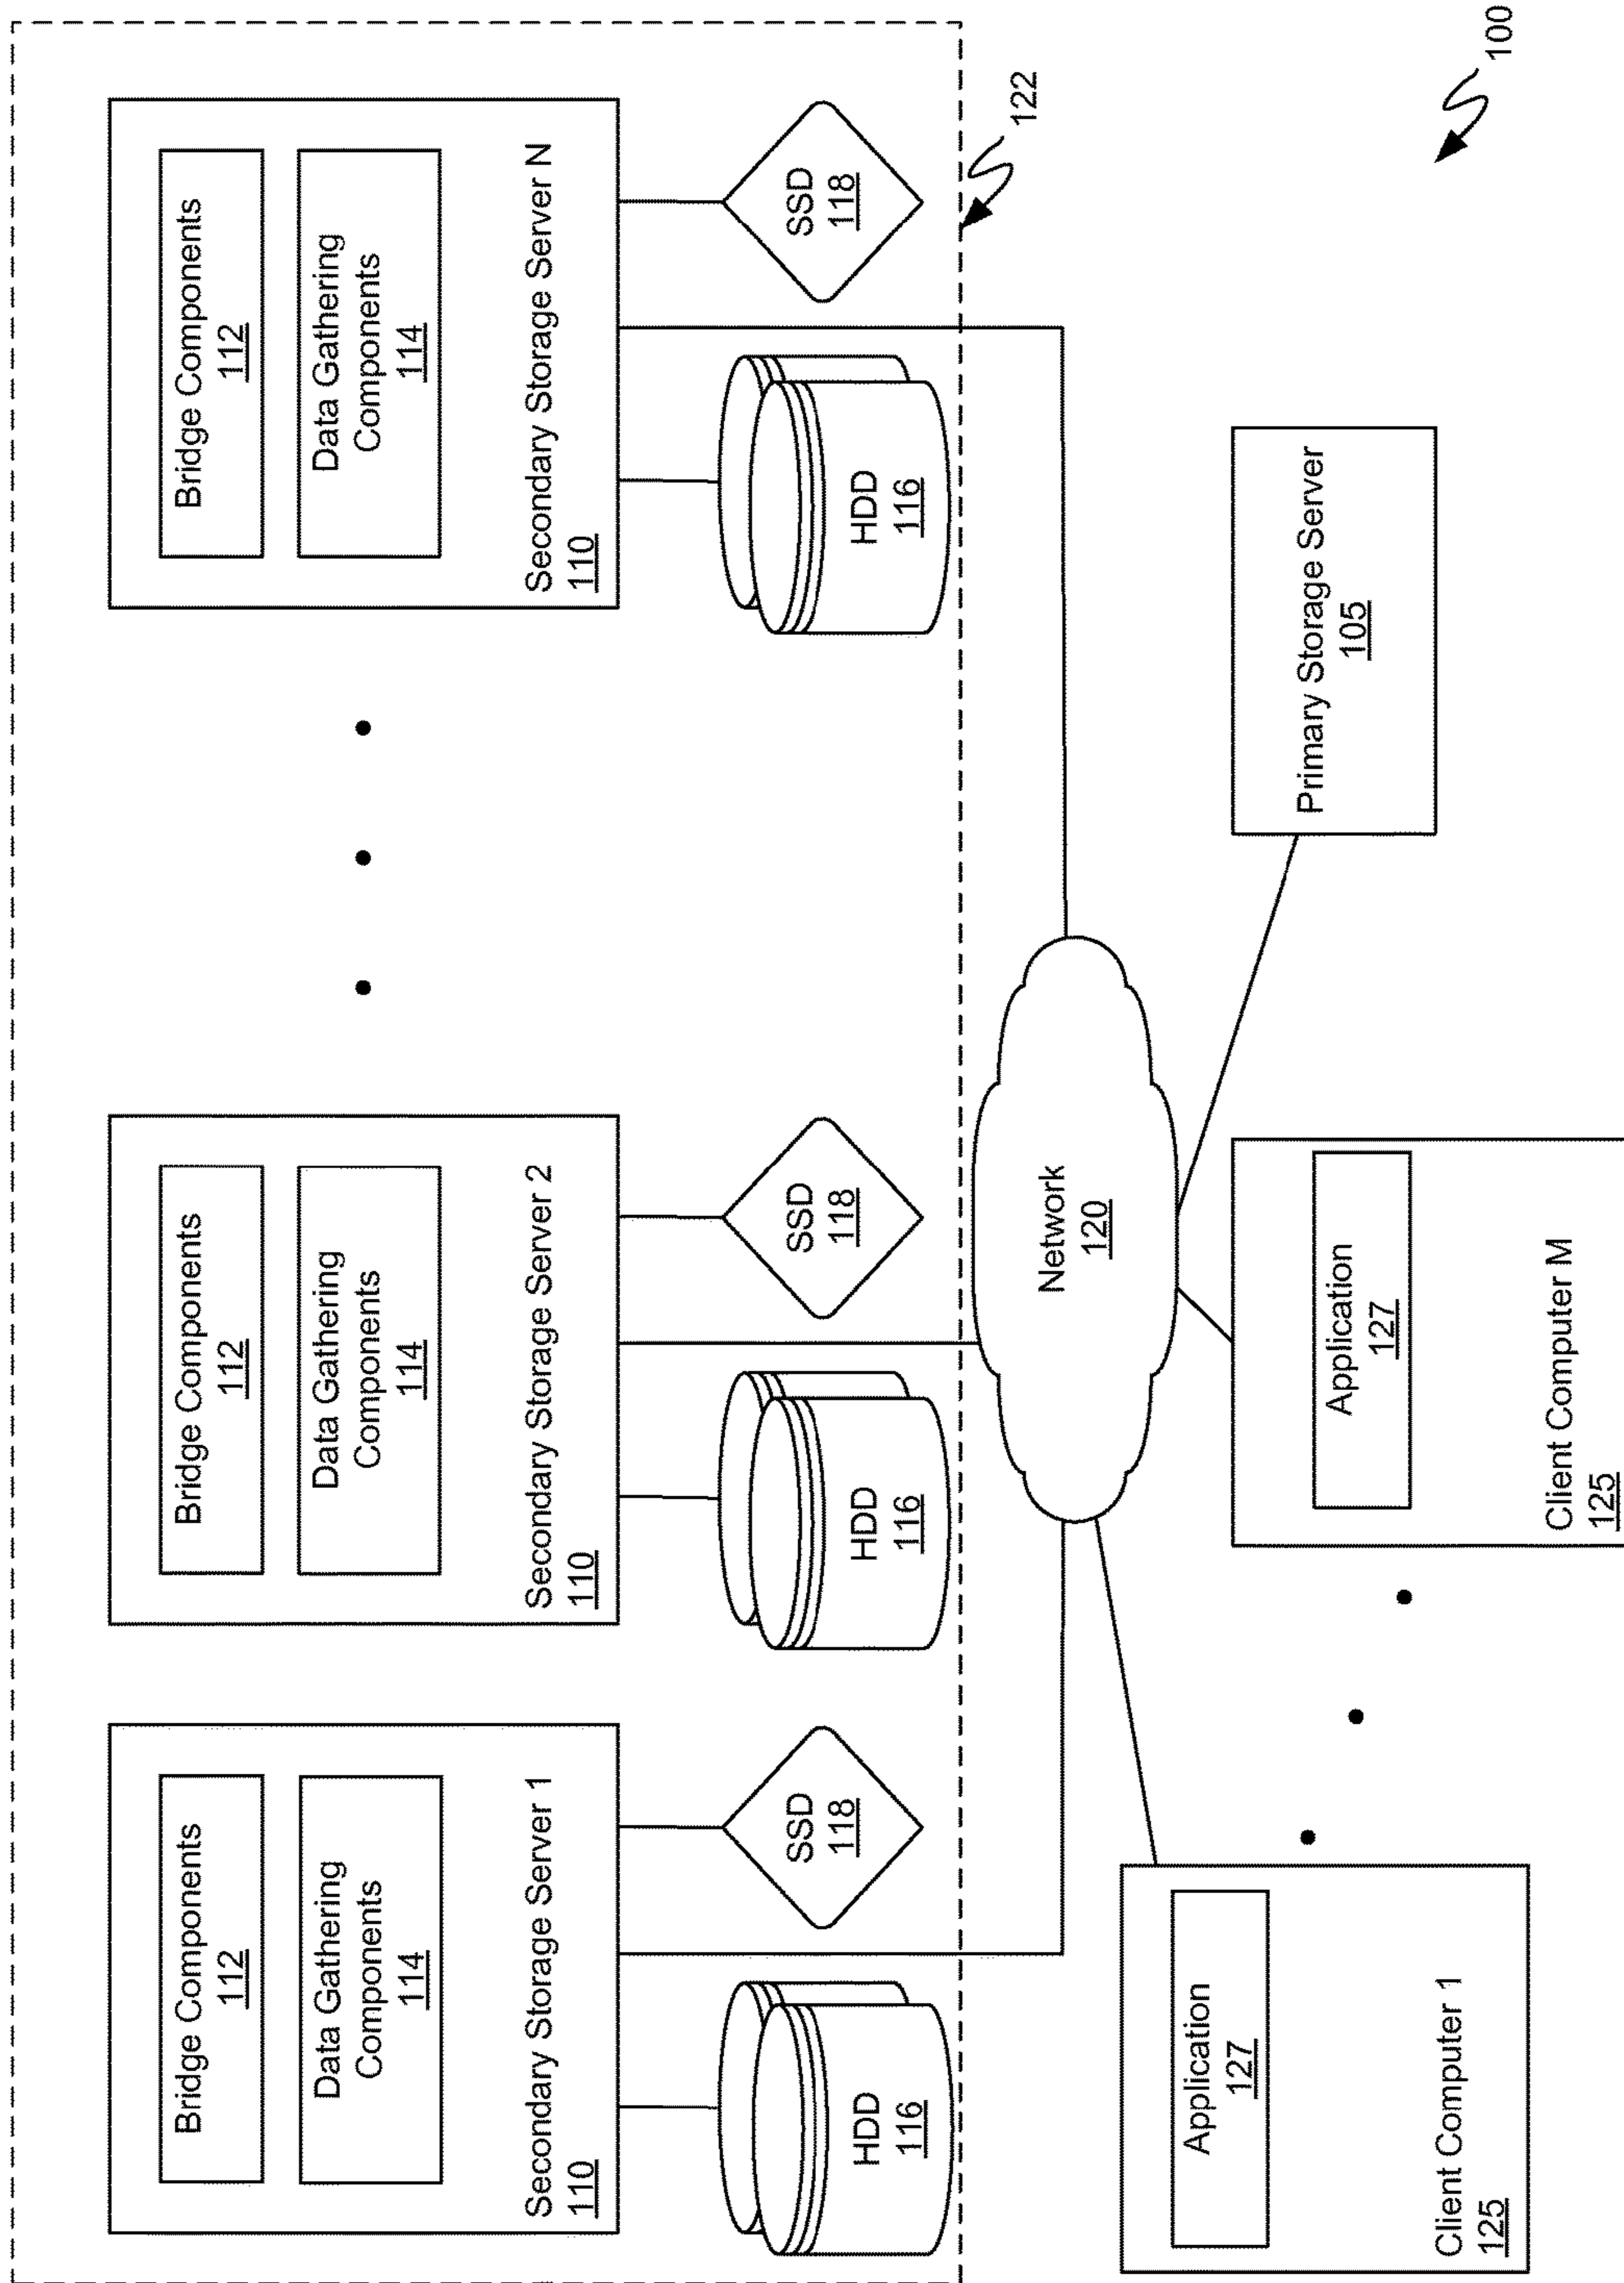 Bridge Components
112
Data Gathering
Components
114
Secondary Storage Server 1
110
HDD
116
SSD
118
Bridge Components
112
Data Gathering
Components
114
Secondary Storage Server 2
110
HDD
116
SSD
118
Bridge Components
112
Data Gathering
Components
114
Secondary Storage Server N
110
HDD
116
SSD
118
122
Network
120
Application
127
Client Computer 1
125
Application
127
Client Computer M
125
Primary Storage Server
105
100